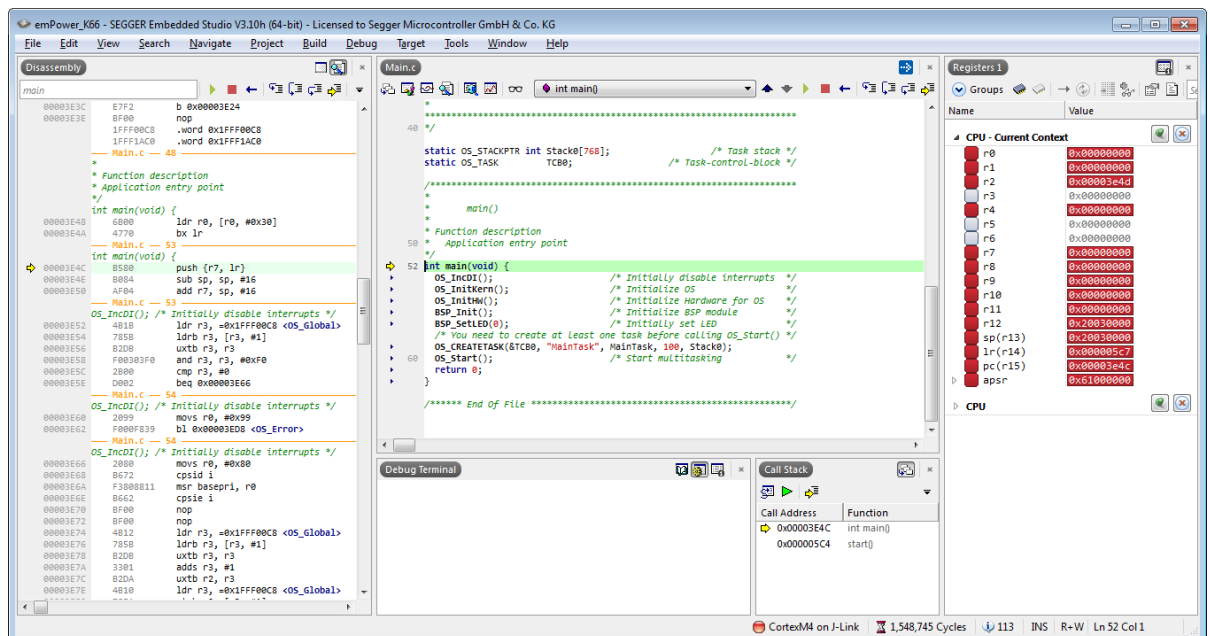 emPower_K66 - SEGGER Embedded Studio V3.10h (64-bit) - Licensed to Segger Microcontroller GmbH & Co. KG
File Edit View Search Navigate Project Build Debug Target Tools Window Help
Disassembly
main
00003E3C E7F2 b 0x00003E24
00003E3E BF00 nop
1FFF00C8 .word 0x1FFF00C8
1FFF1AC0 .word 0x1FFF1AC0
Main.c — 48
*
* Function description
* Application entry point
*/
int main(void) {
00003E48 6B00 ldr r0, [r0, #0x30]
00003E4A 4770 bx lr
Main.c — 53
int main(void) {
00003E4C B580 push {r7, lr}
00003E4E B084 sub sp, sp, #16
00003E50 AF04 add r7, sp, #16
Main.c — 53
OS_IncDI(); /* Initially disable interrupts */
00003E52 4B18 ldr r3, =0x1FFF00C8 <OS_Global>
00003E54 785B ldrb r3, [r3, #1]
00003E56 B2DB uxtb r3, r3
00003E58 F00303F0 and r3, r3, #0xF0
00003E5C 2B00 cmp r3, #0
00003E5E D002 beq 0x00003E66
Main.c — 54
OS_IncDI(); /* Initially disable interrupts */
00003E60 2099 movs r0, #0x99
00003E62 F000F839 bl 0x00003ED8 <OS_Error>
Main.c — 54
OS_IncDI(); /* Initially disable interrupts */
00003E66 2080 movs r0, #0x80
00003E68 B672 cpsid i
00003E6A F3808811 msr basepri, r0
00003E6E B662 cpsie i
00003E70 BF00 nop
00003E72 BF00 nop
00003E74 4B12 ldr r3, =0x1FFF00C8 <OS_Global>
00003E76 785B ldrb r3, [r3, #1]
00003E78 B2DB uxtb r3, r3
00003E7A 3301 adds r3, #1
00003E7C B2DA uxtb r2, r3
00003E7E 4B10 ldr r3, =0x1FFF00C8 <OS_Global>
Main.c
int main()
*
**********************************************************************
40 */
static OS_STACKPTR int Stack0[768]; /* Task stack */
static OS_TASK TCB0; /* Task-control-block */
/*********************************************************************
*
* main()
*
* Function description
50 * Application entry point
*/
52 int main(void) {
OS_IncDI(); /* Initially disable interrupts */
OS_InitKern(); /* Initialize OS */
OS_InitHW(); /* Initialize Hardware for OS */
BSP_Init(); /* Initialize BSP module */
BSP_SetLED(0); /* Initially set LED */
/* You need to create at least one task before calling OS_Start() */
OS_CREATETASK(&TCB0, "MainTask", MainTask, 100, Stack0);
60 OS_Start(); /* Start multitasking */
return 0;
}
/****** End Of File **************************************************/
Debug Terminal
Call Stack
Call Address Function
0x00003E4C int main()
0x000005C4 start()
Registers 1
Groups
Name Value
CPU - Current Context
r0 0x00000000
r1 0x00000000
r2 0x00003e4d
r3 0x00000000
r4 0x00000000
r5 0x00000000
r6 0x00000000
r7 0x00000000
r8 0x00000000
r9 0x00000000
r10 0x00000000
r11 0x00000000
r12 0x20030000
sp(r13) 0x20030000
lr(r14) 0x000005c7
pc(r15) 0x00003e4c
apsr 0x61000000
CPU
CortexM4 on J-Link 1,548,745 Cycles 113 INS R+W Ln 52 Col 1